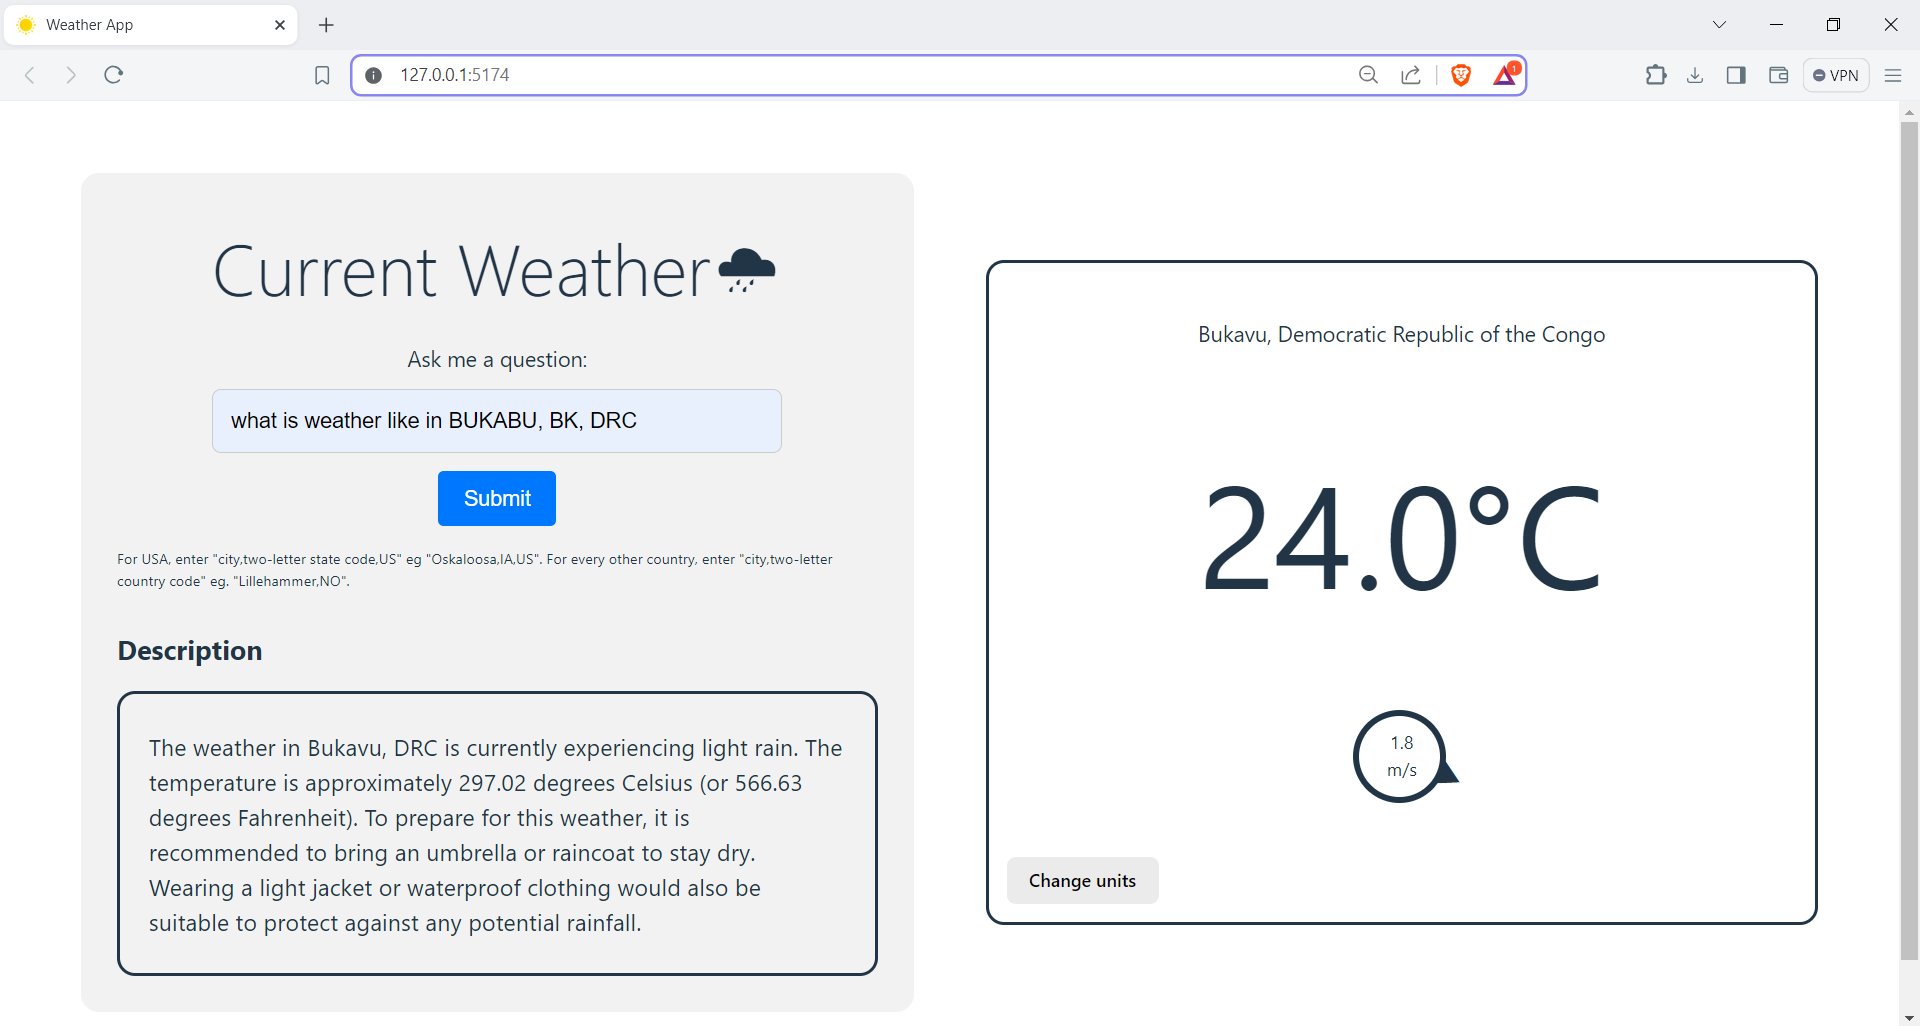 Weather App
127.0.0.1:5174
1
VPN
Current Weather
Ask me a question:
what is weather like in BUKABU, BK, DRC
Submit
For USA, enter "city,two-letter state code,US" eg "Oskaloosa,IA,US". For every other country, enter "city,two-letter
country code" eg. "Lillehammer,NO".
Description
The weather in Bukavu, DRC is currently experiencing light rain. The
temperature is approximately 297.02 degrees Celsius (or 566.63
degrees Fahrenheit). To prepare for this weather, it is
recommended to bring an umbrella or raincoat to stay dry.
Wearing a light jacket or waterproof clothing would also be
suitable to protect against any potential rainfall.
Bukavu, Democratic Republic of the Congo
24.0°C
1.8
m/s
Change units